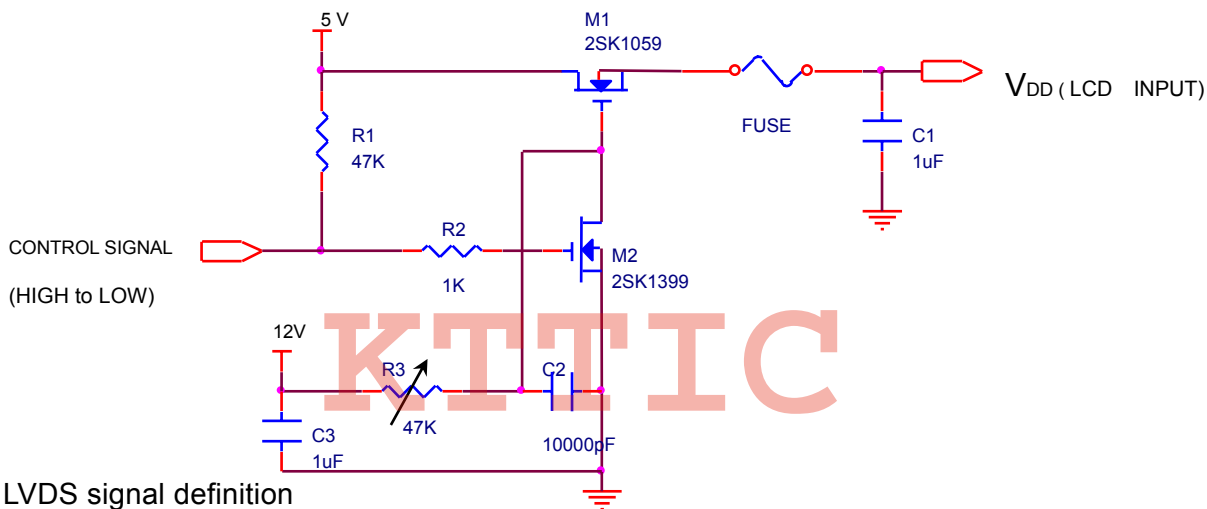 5 V
M1
2SK1059
VDD ( LCD INPUT)
FUSE
R1
47K
C1
1uF
CONTROL SIGNAL
(HIGH to LOW)
R2
1K
M2
2SK1399
12V
KTTIC
R3
47K
C2
10000pF
C3
1uF
LVDS signal definition